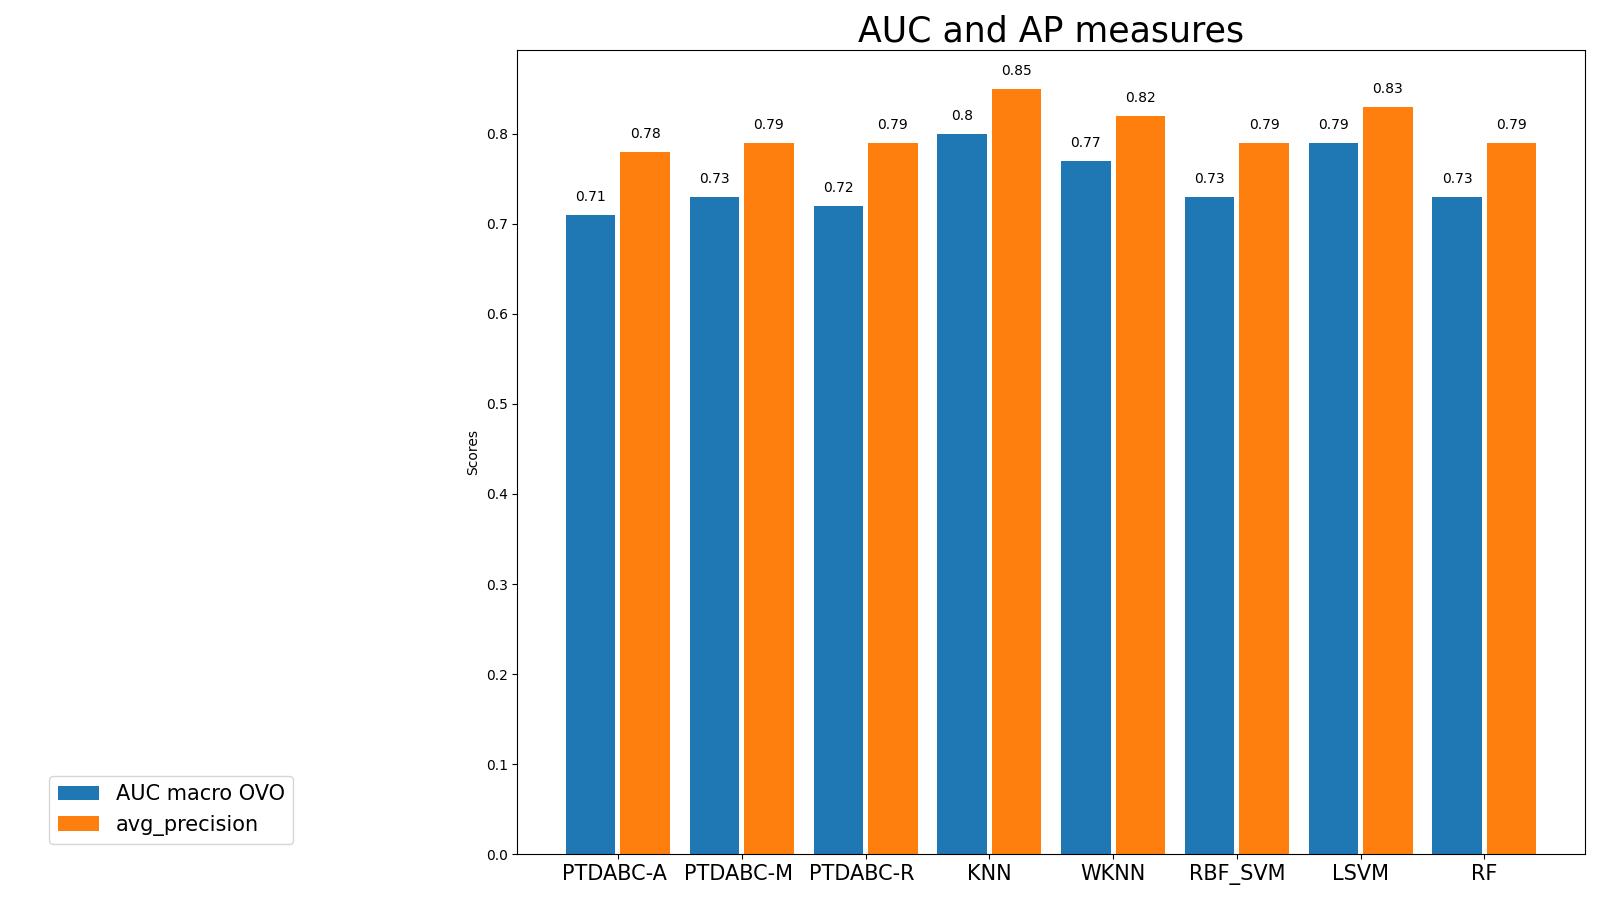 AUC and AP measures
0.85
0.83
0.82
0.8
0.78 0.79 0.79 0.79 0.79 0.79
0.77
0.73 0.73 0.73
0.72
0.71
Scores
0.8
0.7
0.6
0.5
0.4
0.3
0.2
0.1
0.0
PTDABC-A PTDABC-M PTDABC-R KNN WKNN RBF_SVM LSVM RF
AUC macro OVO
avg_precision